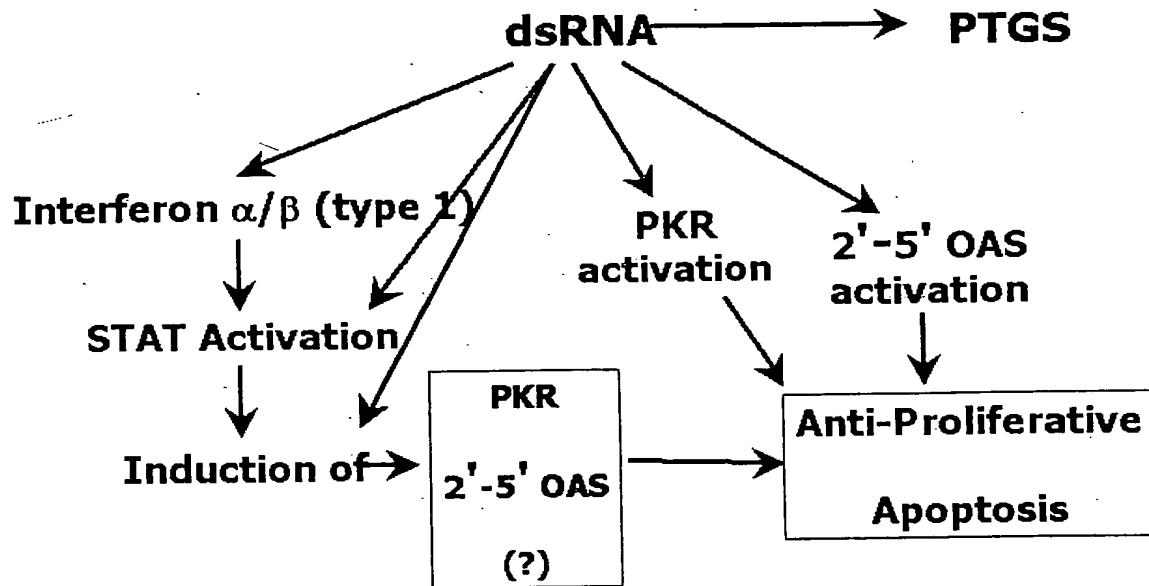 dsRNA
PTGS
Interferon α/β (type 1)
PKR
activation
2'-5' OAS
activation
STAT Activation
Induction of
PKR
2'-5' OAS
(?)
Anti-Proliferative
Apoptosis